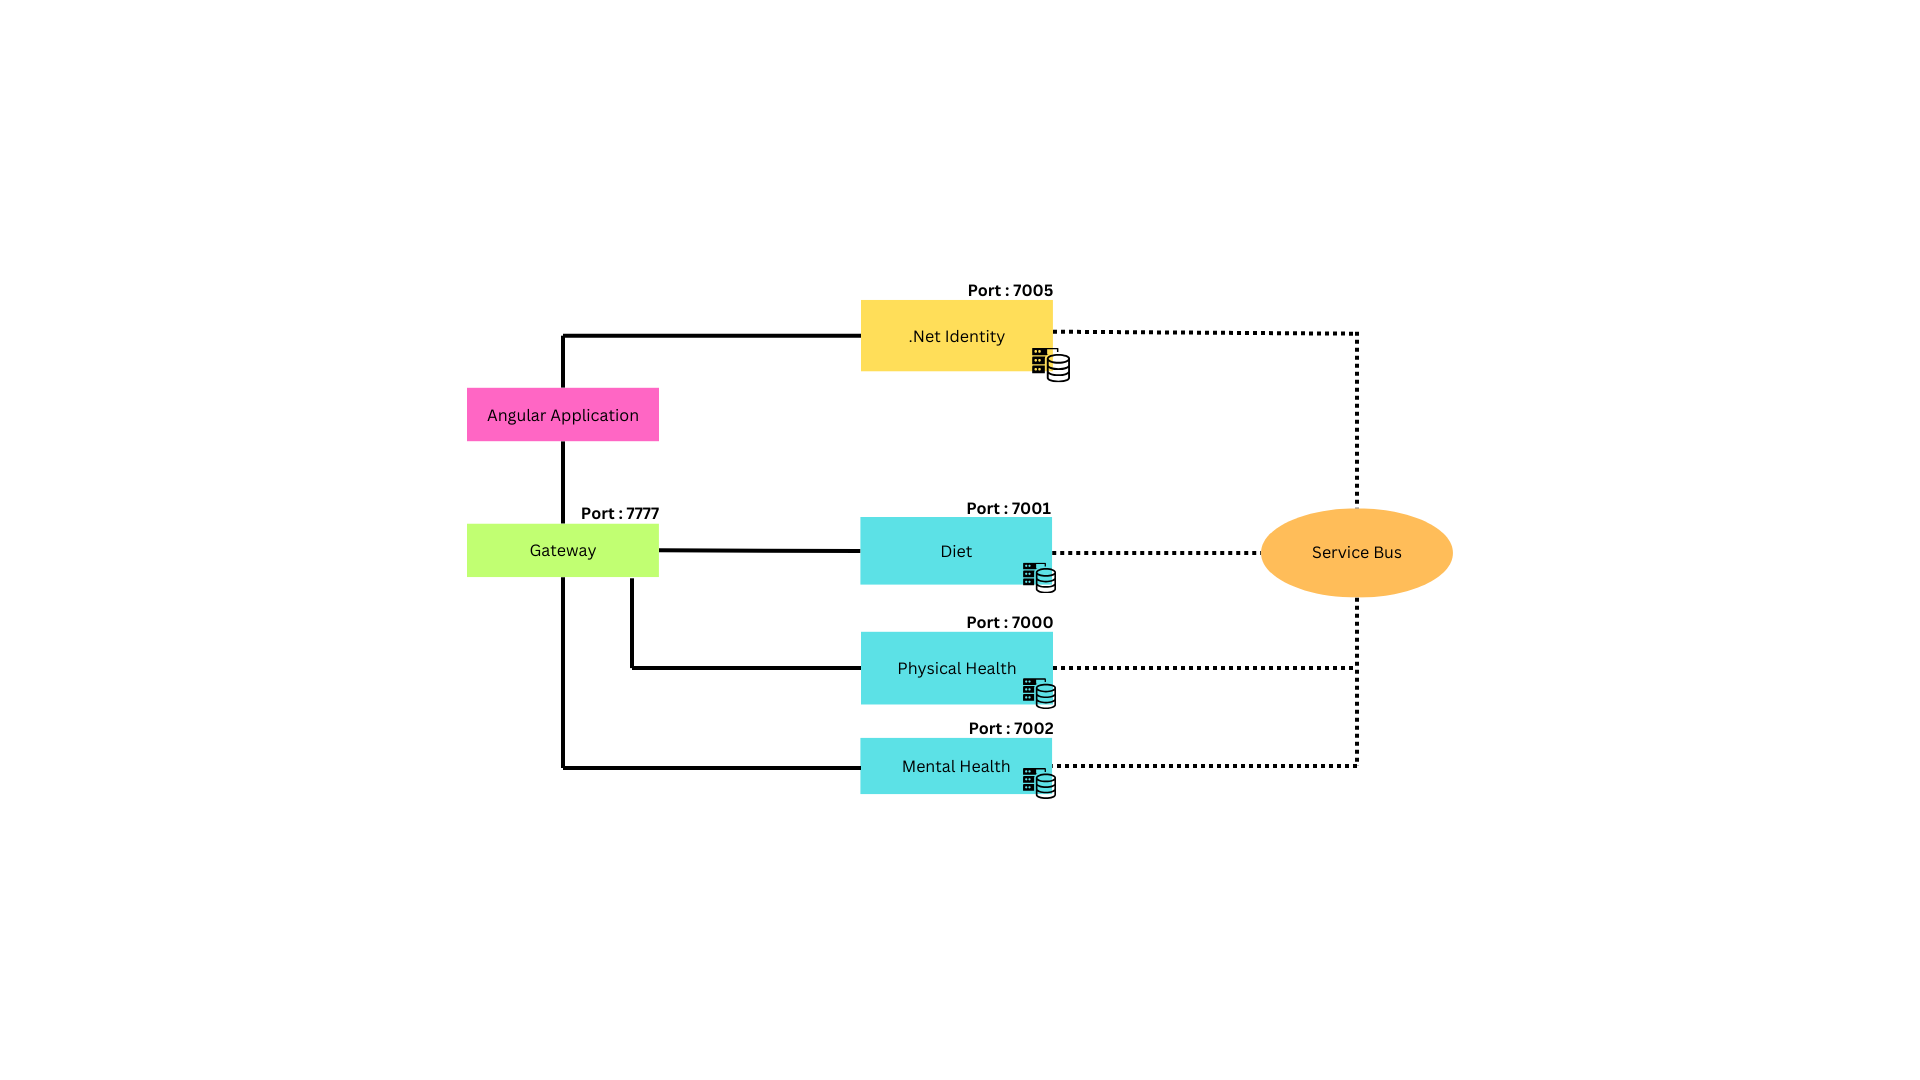 Port : 7005
.Net Identity
Angular Application
Port : 7777
Gateway
Port : 7001
Diet
Service Bus
Port : 7000
Physical Health
Port : 7002
Mental Health